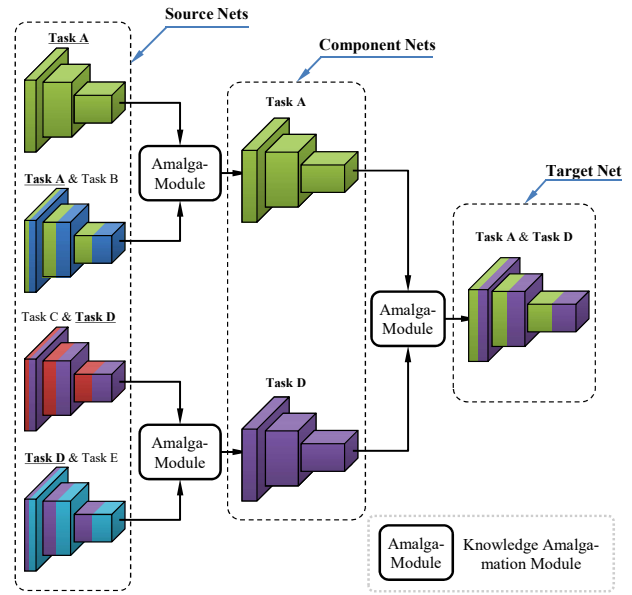 Source Nets
Component Nets
Target Net
Task A
Task A & Task B
Task C & Task D
Task D & Task E
Amalga-
Module
Amalga-
Module
Task A
Task D
Amalga-
Module
Task A & Task D
Amalga-
Module
Knowledge Amalga-
mation Module